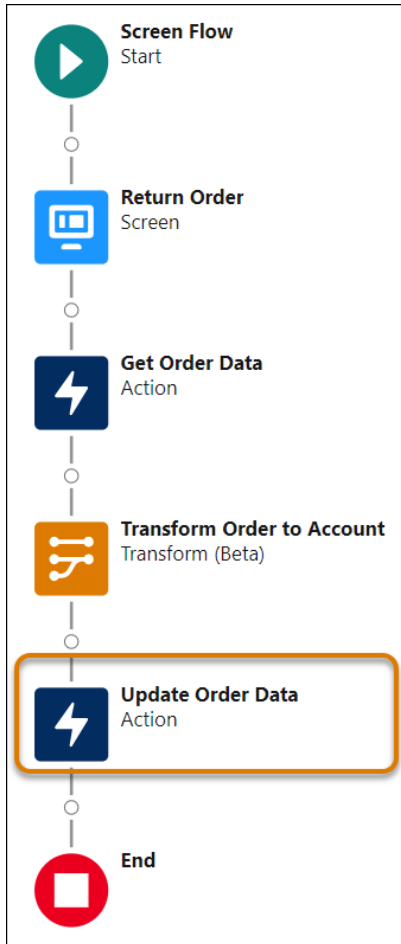 Screen Flow
Start
Return Order
Screen
Get Order Data
Action
Transform Order to Account
Transform (Beta)
Update Order Data
Action
End